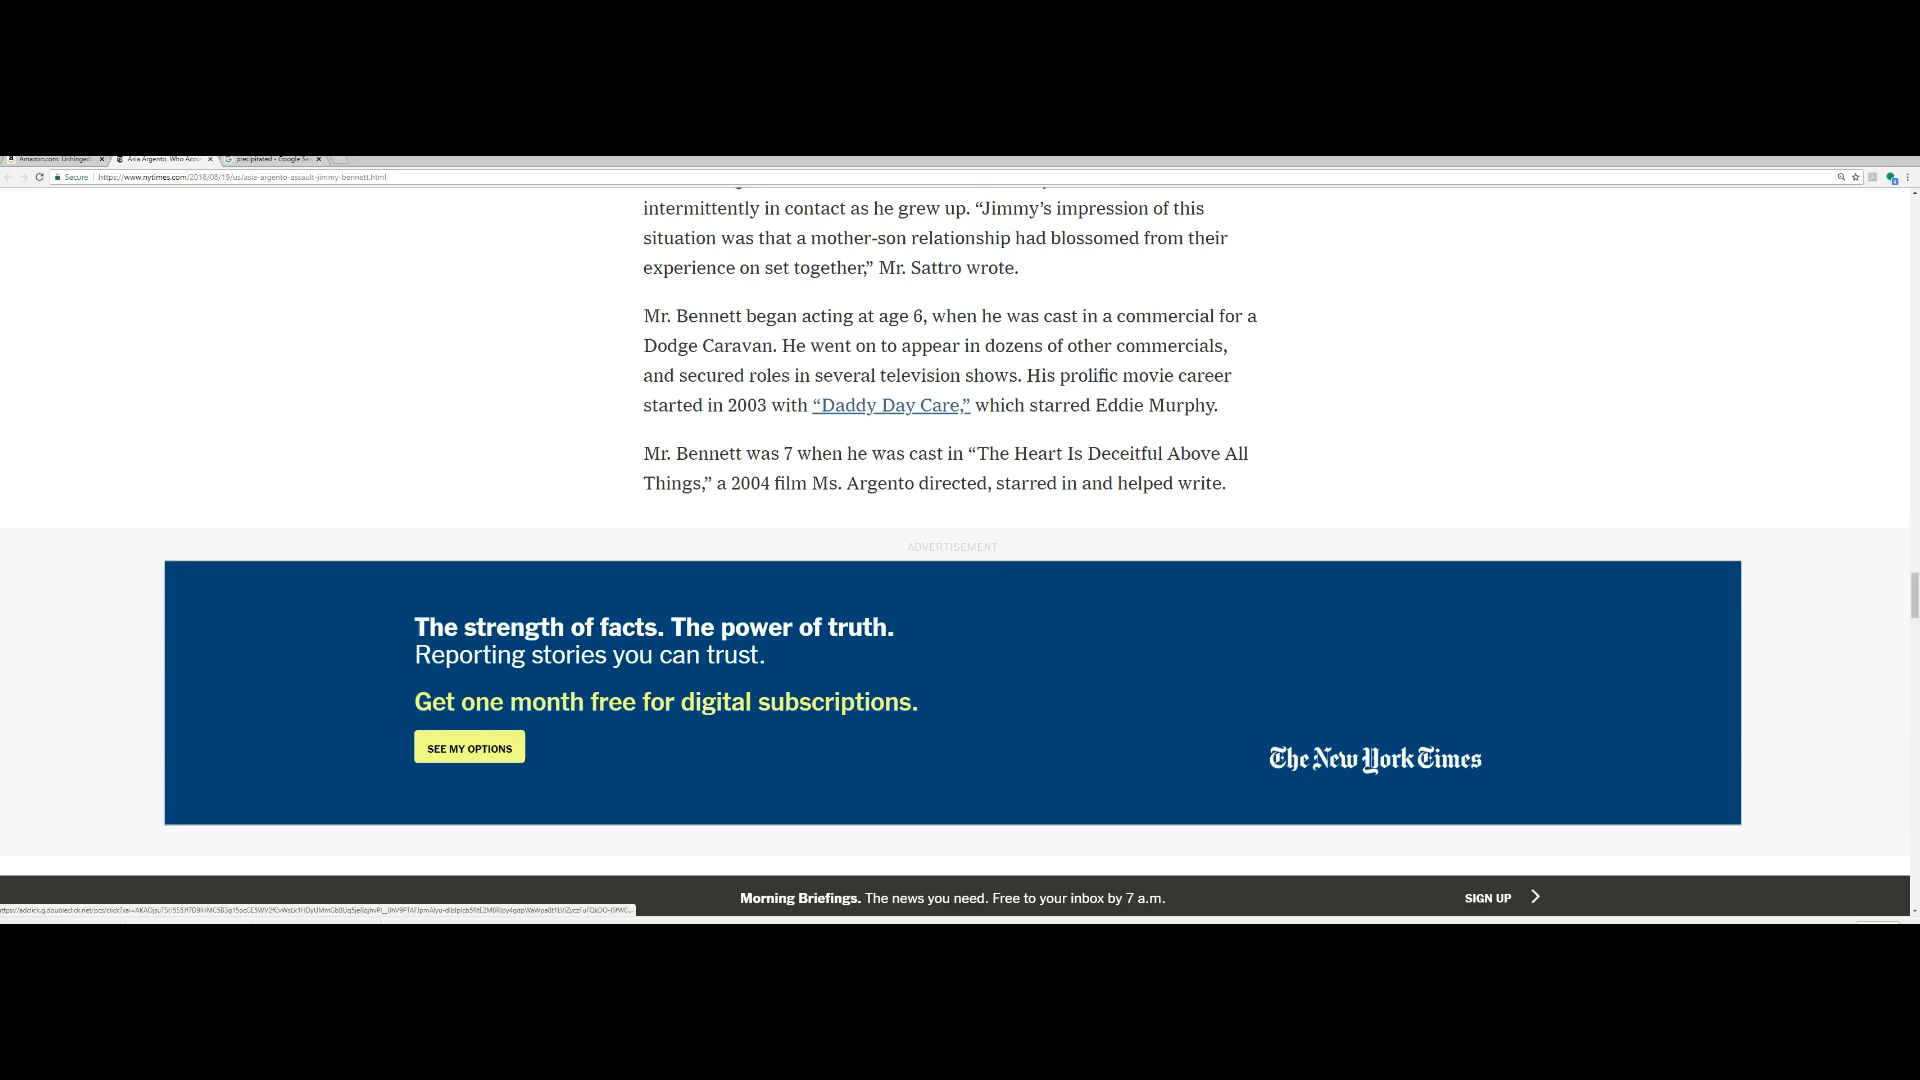 Amazon.com: Unhinged:
Asia Argento, Who Accu
precipitated - Google Se
Secure
https://www.nytimes.com/2018/08/19/us/asia-argento-assault-jimmy-bennett.html
intermittently in contact as he grew up. “Jimmy’s impression of this
situation was that a mother-son relationship had blossomed from their
experience on set together,” Mr. Sattro wrote.
Mr. Bennett began acting at age 6, when he was cast in a commercial for a
Dodge Caravan. He went on to appear in dozens of other commercials,
and secured roles in several television shows. His prolific movie career
started in 2003 with “Daddy Day Care,” which starred Eddie Murphy.
Mr. Bennett was 7 when he was cast in “The Heart Is Deceitful Above All
Things,” a 2004 film Ms. Argento directed, starred in and helped write.
ADVERTISEMENT
The strength of facts. The power of truth.
Reporting stories you can trust.
Get one month free for digital subscriptions.
SEE MY OPTIONS
The New York Times
Morning Briefings. The news you need. Free to your inbox by 7 a.m.
SIGN UP